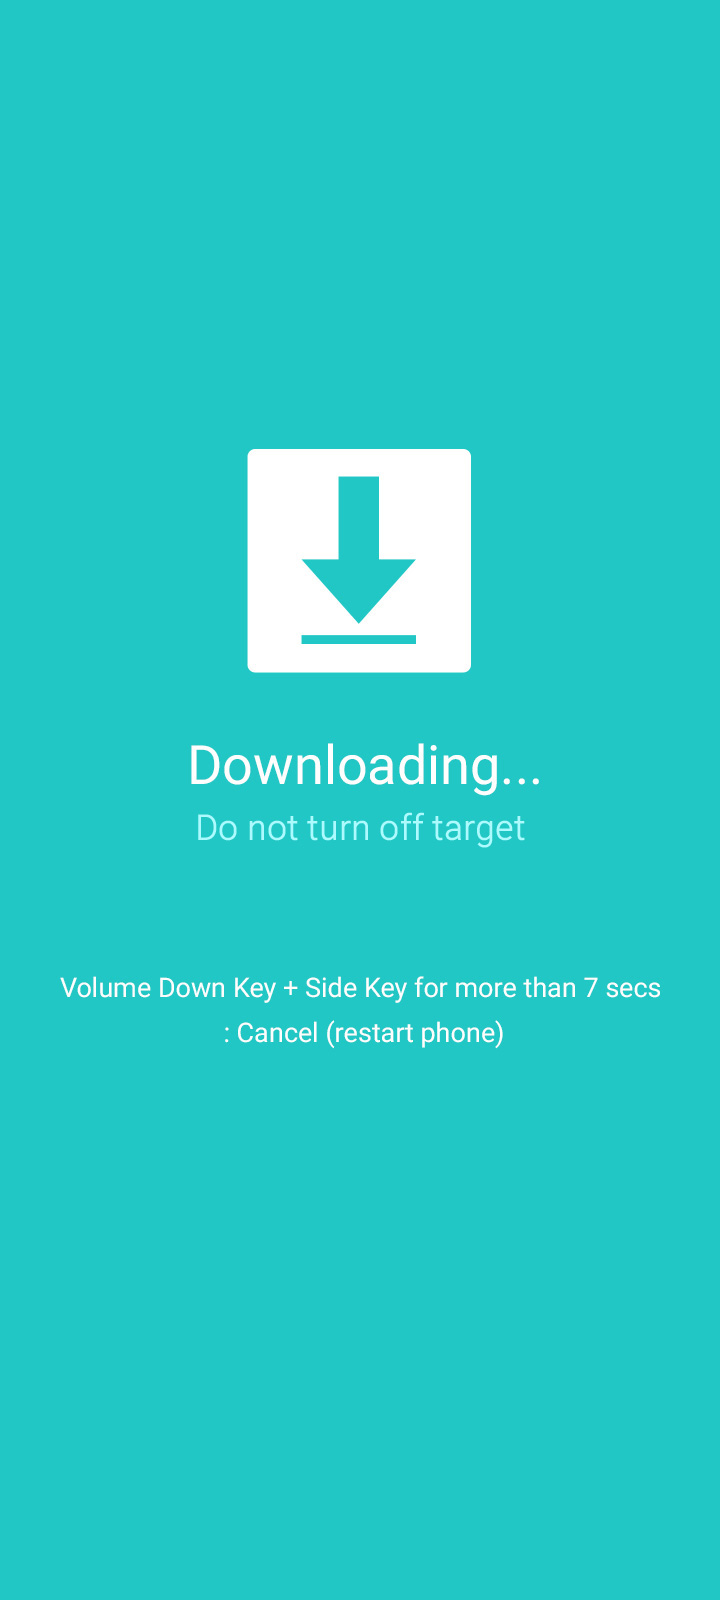 Downloading...
Do not turn off target
Volume Down Key + Side Key for more than 7 secs
: Cancel (restart phone)